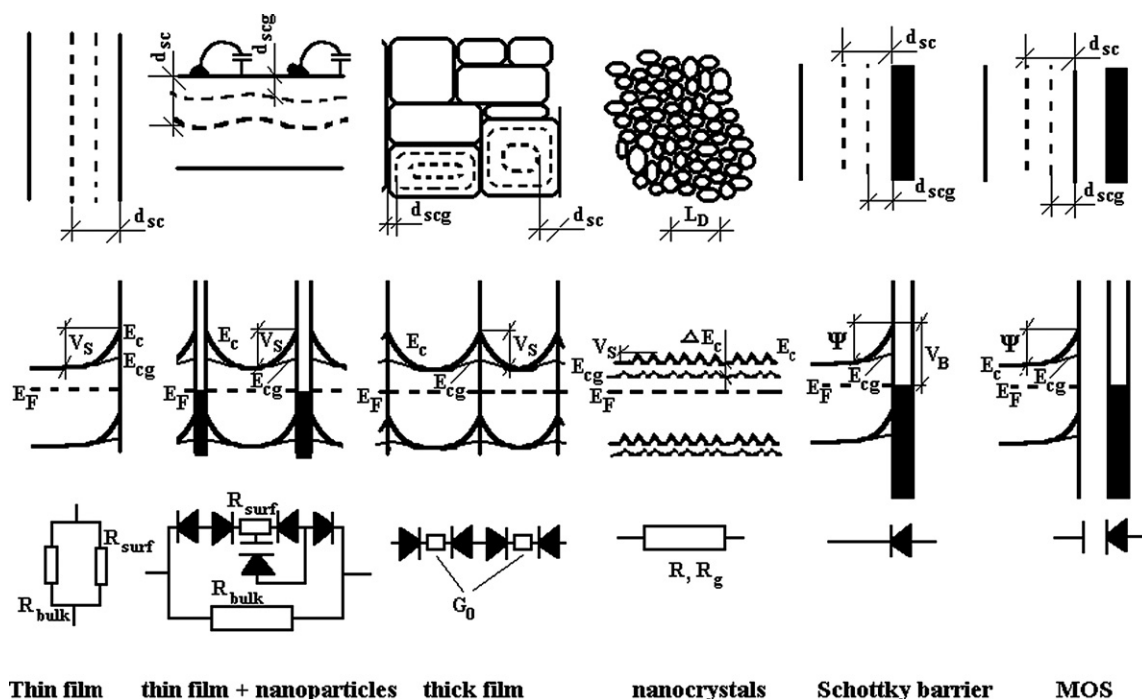 d_sc
d_sc d_scg
d_scg d_sc
L_D
d_sc
d_scg
d_sc
d_scg
V_S E_c E_cg E_F
E_c V_S E_cg E_F
E_c V_S E_cg E_F
V_S ΔE_c E_c E_cg E_F
Ψ E_cg E_F V_B
Ψ E_c E_cg E_F
R_surf
R_bulk
R_surf
R_bulk
G_0
R, R_g
Thin film thin film + nanoparticles thick film nanocrystals Schottky barrier MOS